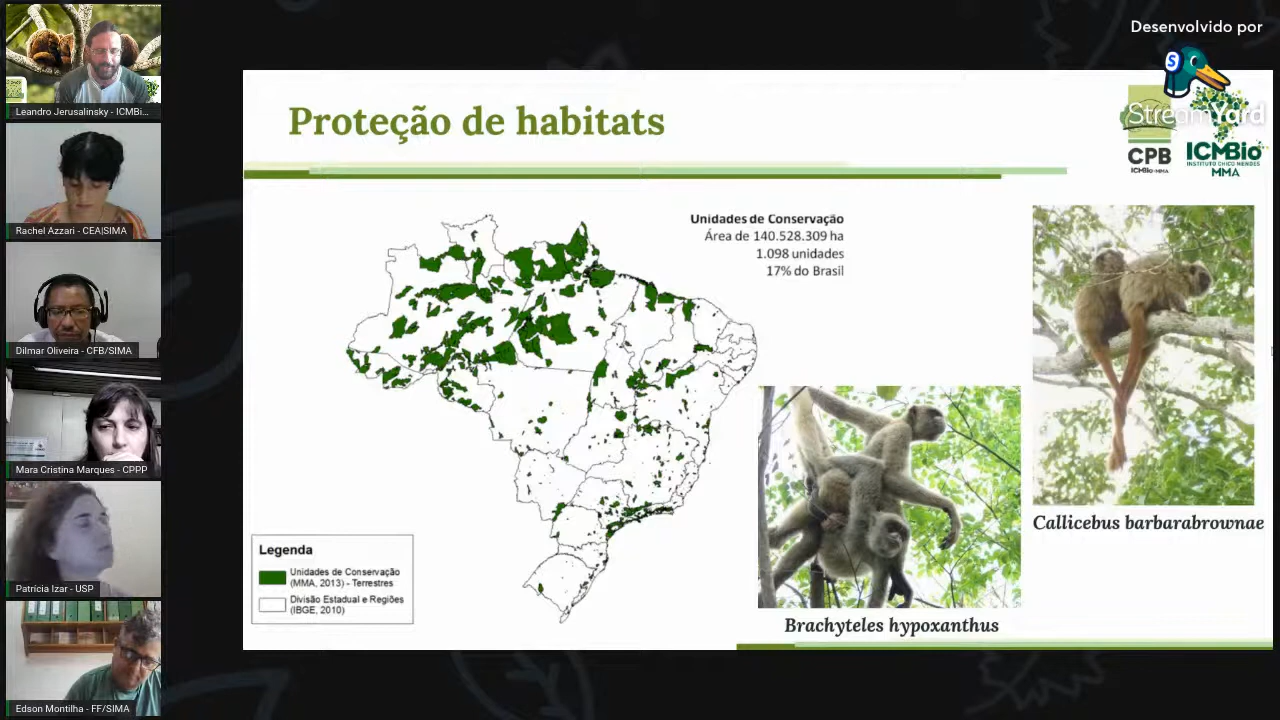 Desenvolvido por
StreamYard
Leandro Jerusalinsky - ICMBi...
Rachel Azzari - CEA|SIMA
Dilmar Oliveira - CFB/SIMA
Mara Cristina Marques - CPPP
Patrícia Izar - USP
Edson Montilha - FF/SIMA
Proteção de habitats
CPB
ICMBio-MMA
ICMBio
INSTITUTO CHICO MENDES
MMA
Unidades de Conservação
Área de 140.528.309 ha
1.098 unidades
17% do Brasil
Legenda
Unidades de Conservação
(MMA, 2013) - Terrestres
Divisão Estadual e Regiões
(IBGE, 2010)
Callicebus barbarabrownae
Brachyteles hypoxanthus